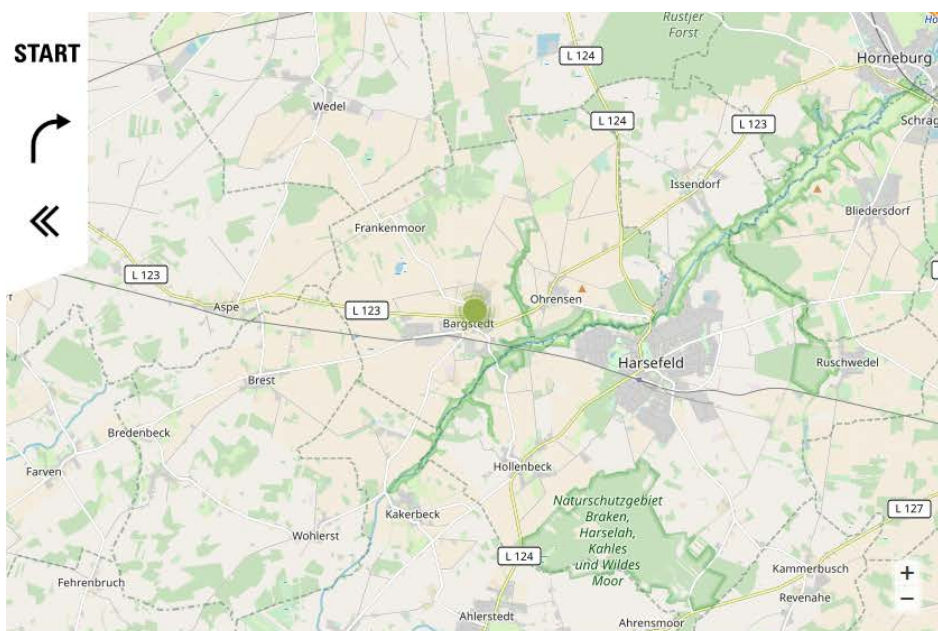 START
Rustjer
Forst
Ho
L 124
Horneburg
Wedel
L 124
L 123
Schrag
Issendorf
Bliedersdorf
Frankenmoor
L 123
Aspe
L 123
Ohrensen
Bargstedt
Harsefeld
Ruschwedel
Brest
Bredenbeck
Farven
Hollenbeck
Naturschutzgebiet
Braken,
Harselah,
Kahles
und Wildes
Moor
Kakerbeck
L 127
Wohlerst
L 124
Fehrenbruch
Kammerbusch
+
Revenahe
−
Ahlerstedt
Ahrensmoor